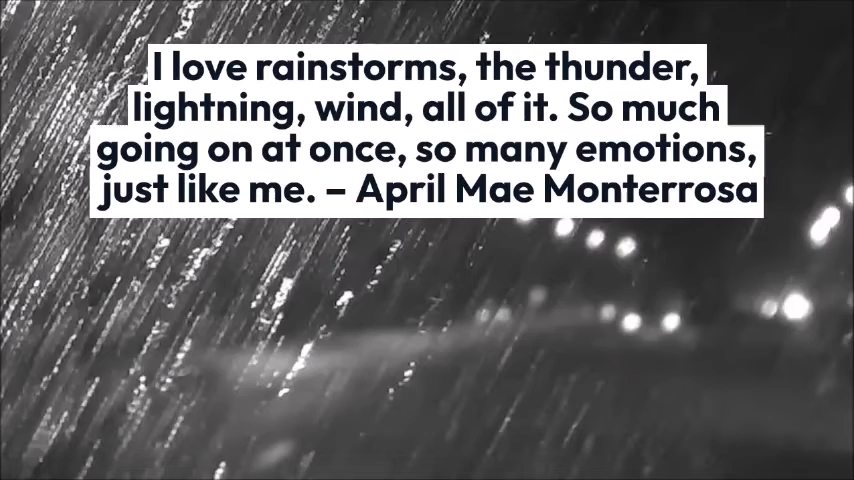 I love rainstorms, the thunder,
lightning, wind, all of it. So much
going on at once, so many emotions,
just like me. – April Mae Monterrosa